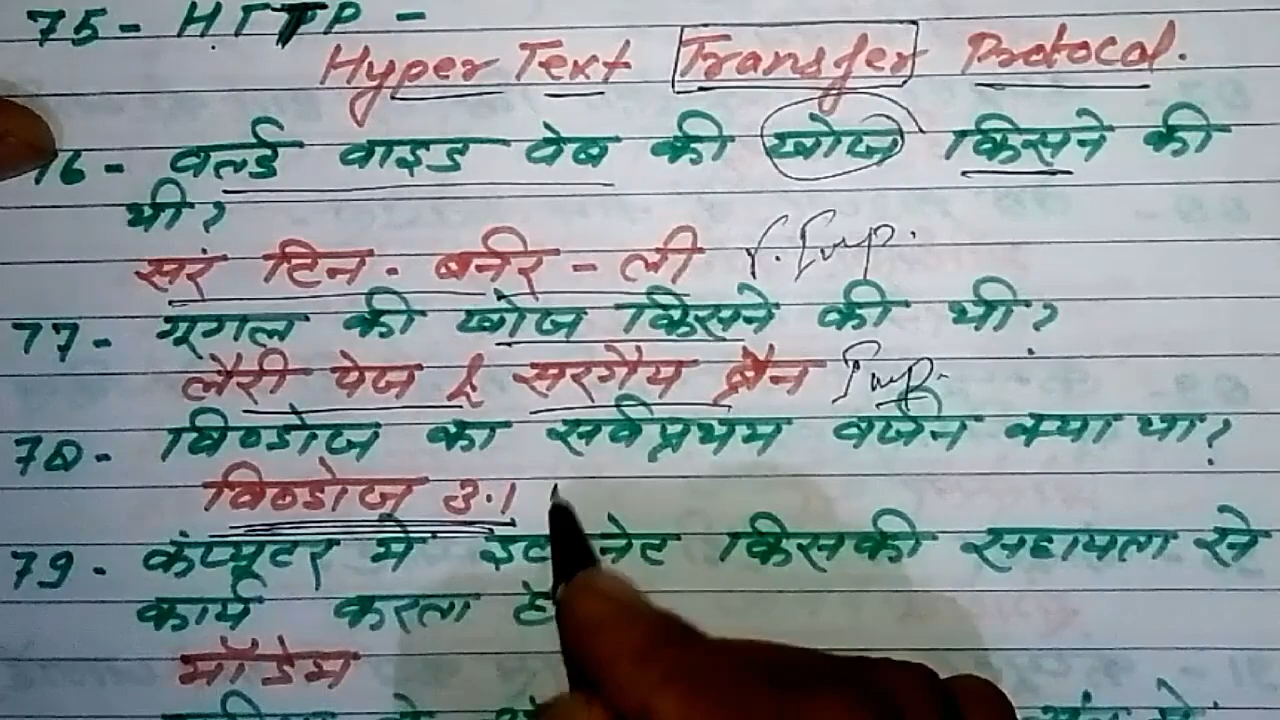 75- HTTP -
Hyper Text Transfer Protocol.
76- वर्ल्ड वाइड वेब की खोज किसने की
थी?
सर टिन. बर्नर - ली V. Imp.
77- गूगल की खोज किसने की थी?
लैरी पेज & सरगैय ब्रैन Imp.
78- विण्डोज का सर्वप्रथम वर्जन क्या था?
विण्डोज 3.1
79- कंप्यूटर मे किसकी सहायता से
कार्य करता है
मॉडेम